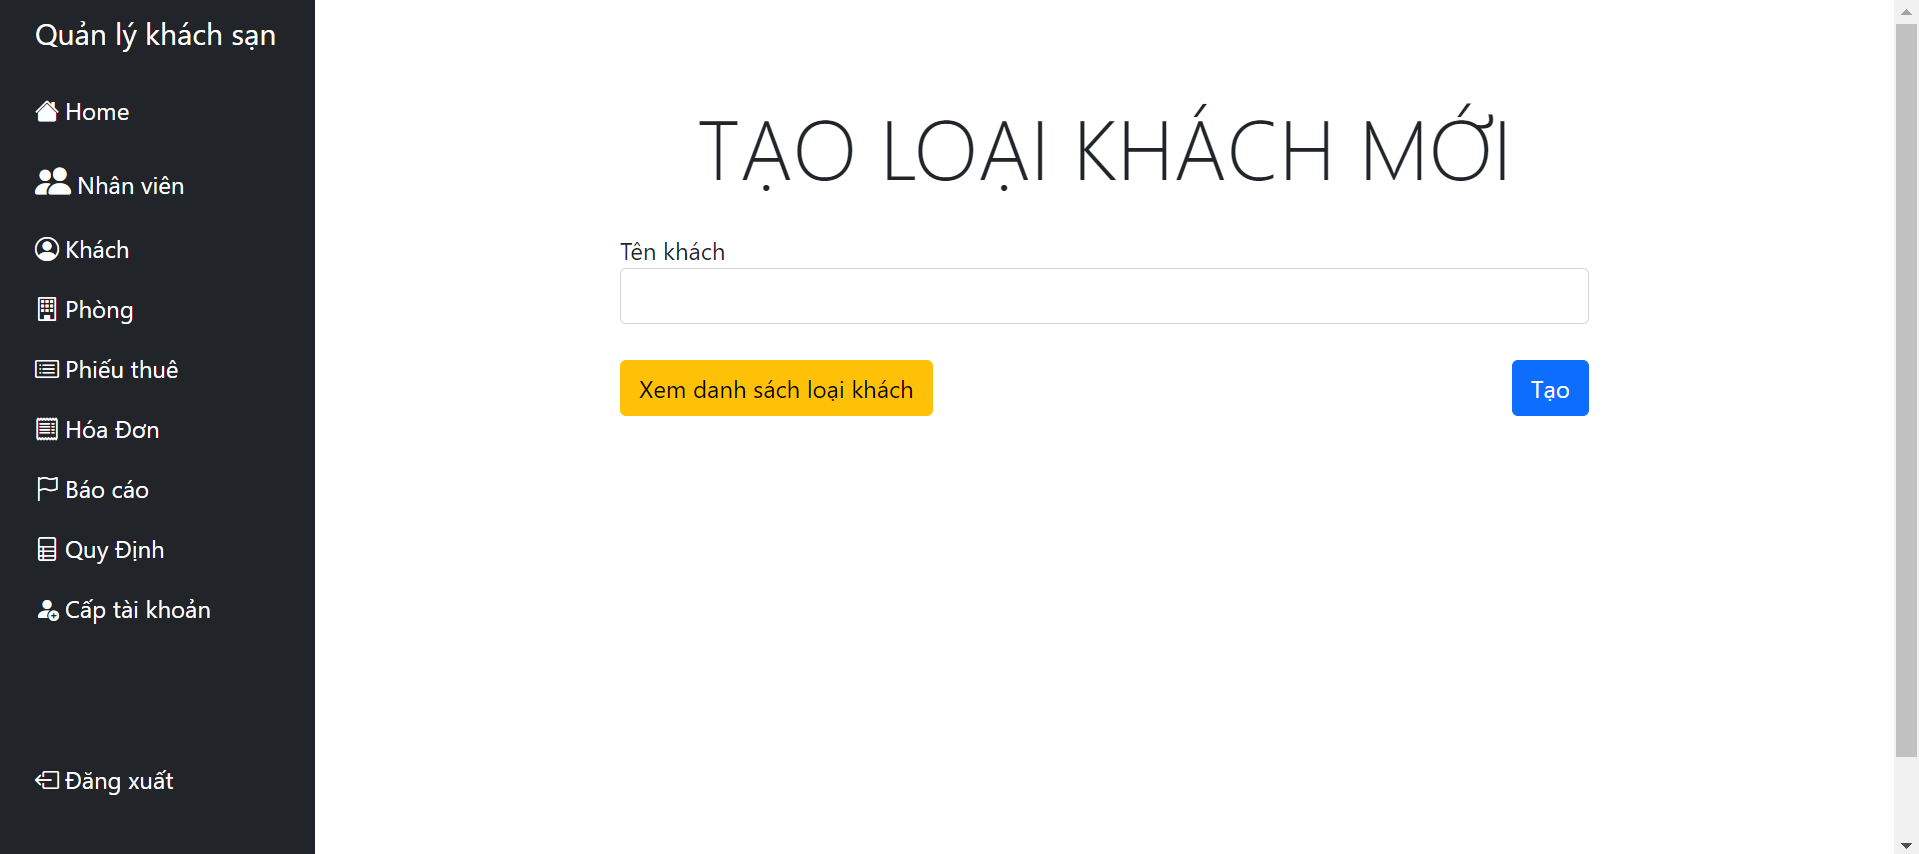 Quản lý khách sạn
Home
Nhân viên
Khách
Phòng
Phiếu thuê
Hóa Đơn
Báo cáo
Quy Định
Cấp tài khoản
Đăng xuất
TẠO LOẠI KHÁCH MỚI
Tên khách
Xem danh sách loại khách
Tạo